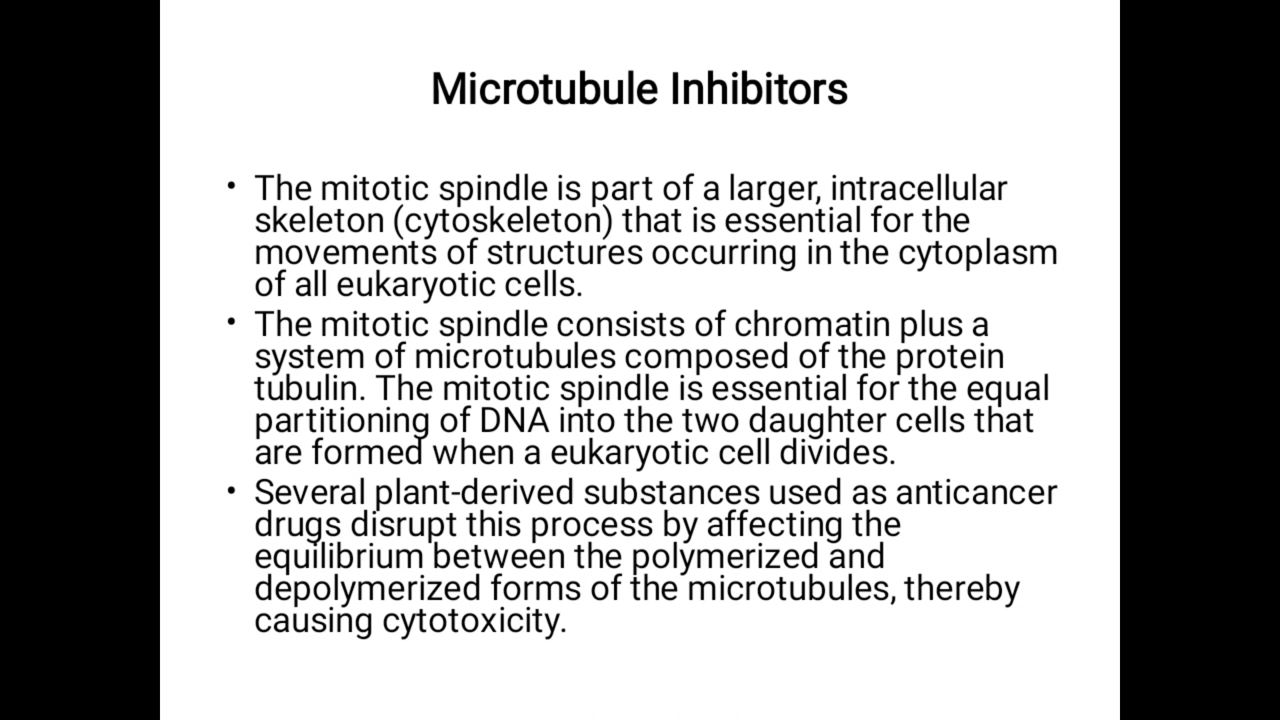 Microtubule Inhibitors
• The mitotic spindle is part of a larger, intracellular
skeleton (cytoskeleton) that is essential for the
movements of structures occurring in the cytoplasm
of all eukaryotic cells.
• The mitotic spindle consists of chromatin plus a
system of microtubules composed of the protein
tubulin. The mitotic spindle is essential for the equal
partitioning of DNA into the two daughter cells that
are formed when a eukaryotic cell divides.
• Several plant-derived substances used as anticancer
drugs disrupt this process by affecting the
equilibrium between the polymerized and
depolymerized forms of the microtubules, thereby
causing cytotoxicity.